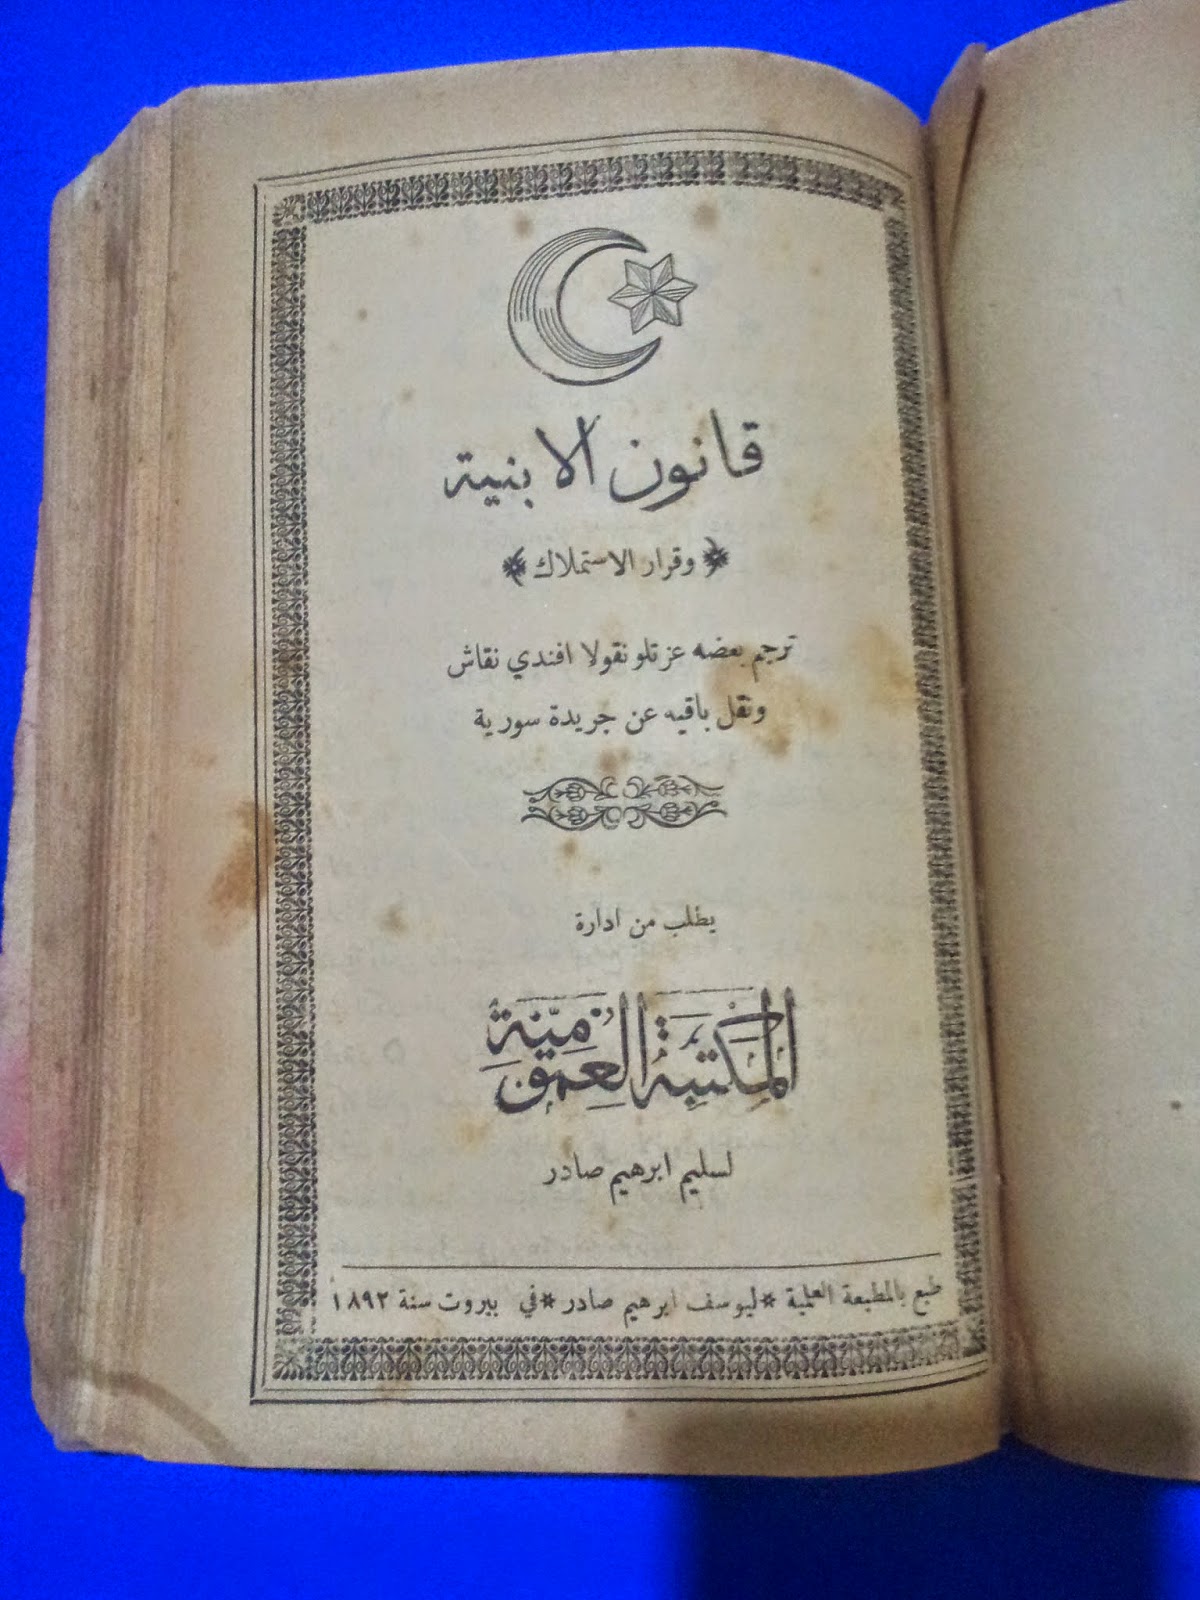 قانون الابنية
وقرار الاستملاك
ترجم بعضه عزتلو نقولا افندي نقاش
ونقل باقيه عن جريدة سورية
يطلب من ادارة
المكتبة العمومية
لسليم ابرهيم صادر
طبع بالمطبعة العلمية * ليوسف ابرهيم صادر * في بيروت سنة ١٨٩٢